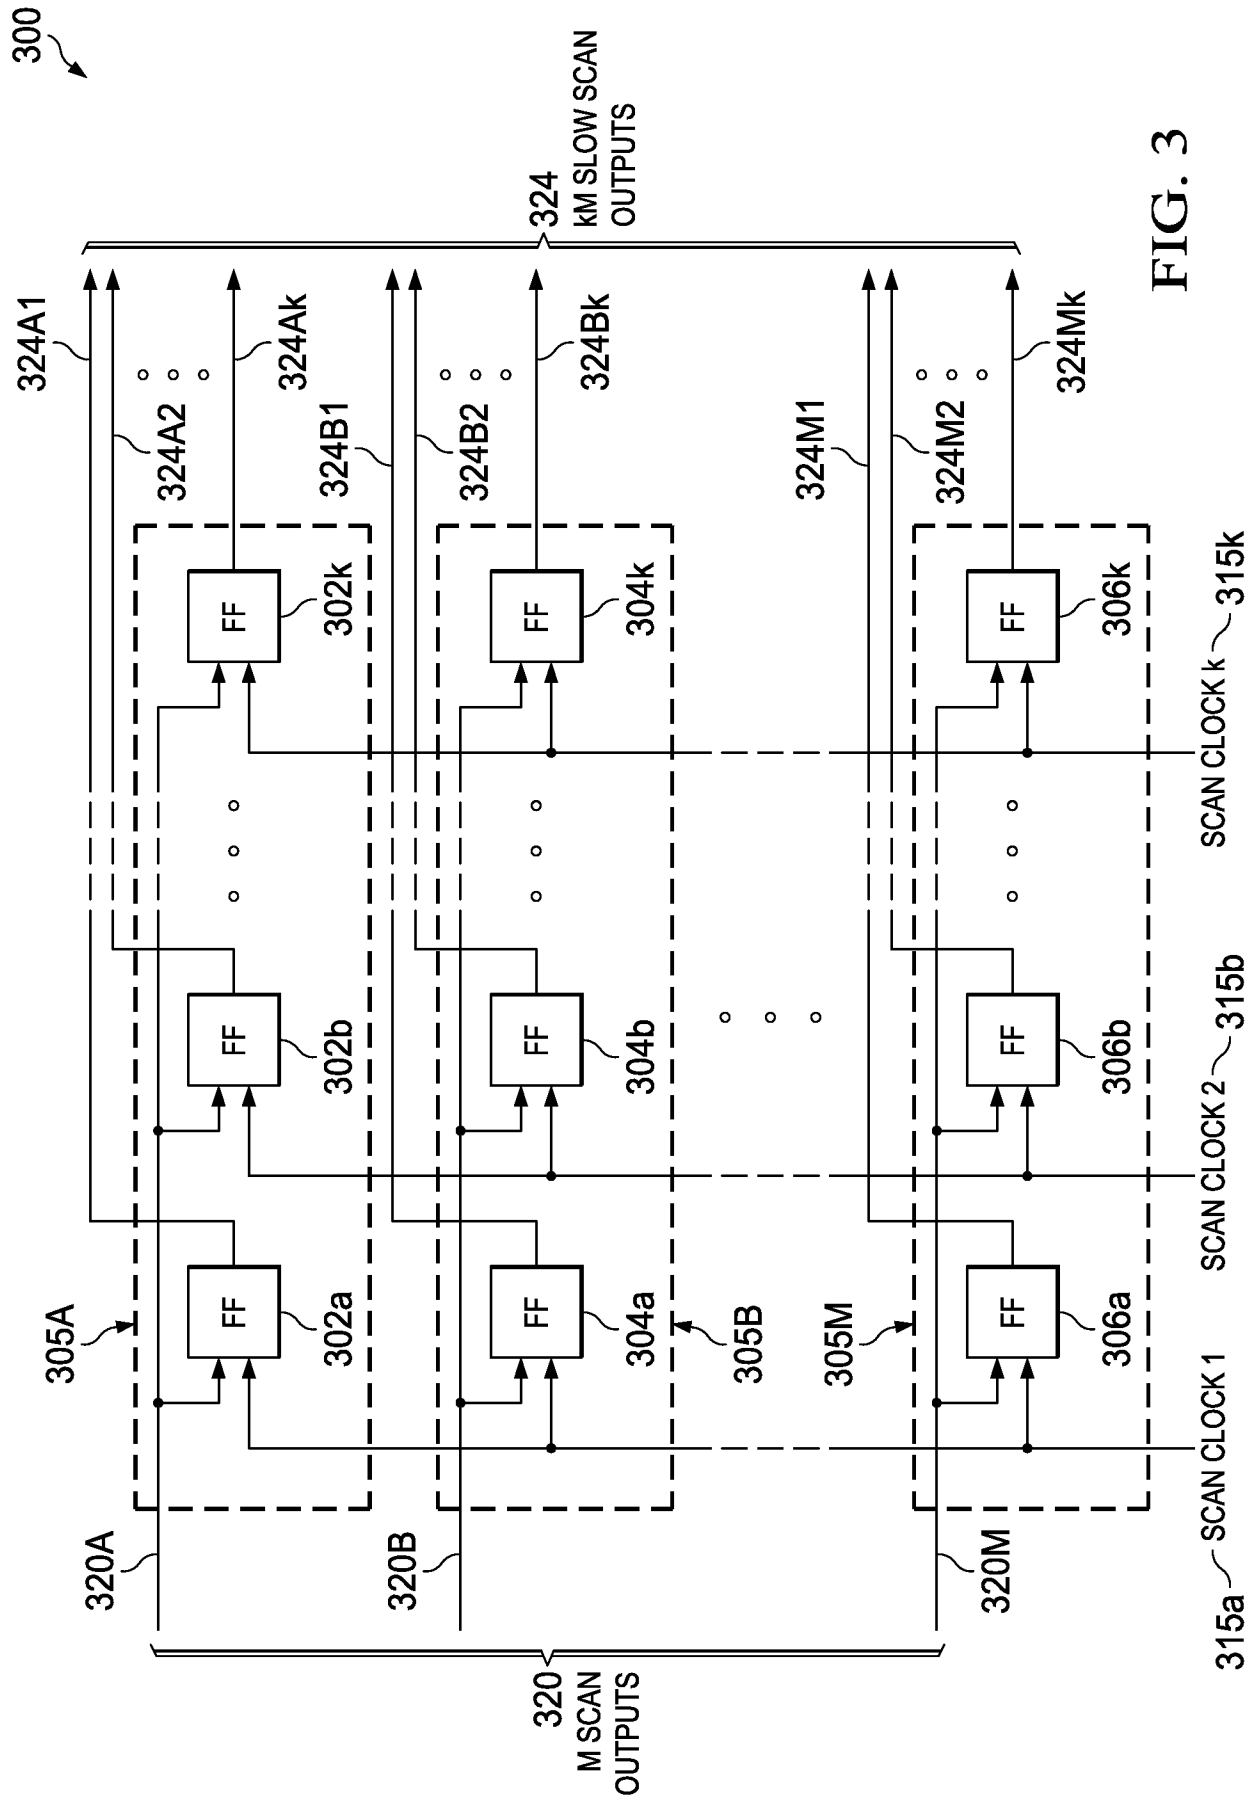 300
324A1
324A2
324Ak
324B1
324B2
324Bk
324M1
324M2
324Mk
324
kM SLOW SCAN
OUTPUTS
305A
FF
302a
FF
302b
FF
302k
320A
FF
304a
FF
304b
FF
304k
305B
320B
305M
FF
306a
FF
306b
FF
306k
320M
320
M SCAN
OUTPUTS
315a
SCAN CLOCK 1
SCAN CLOCK 2
315b
SCAN CLOCK k
315k
FIG. 3